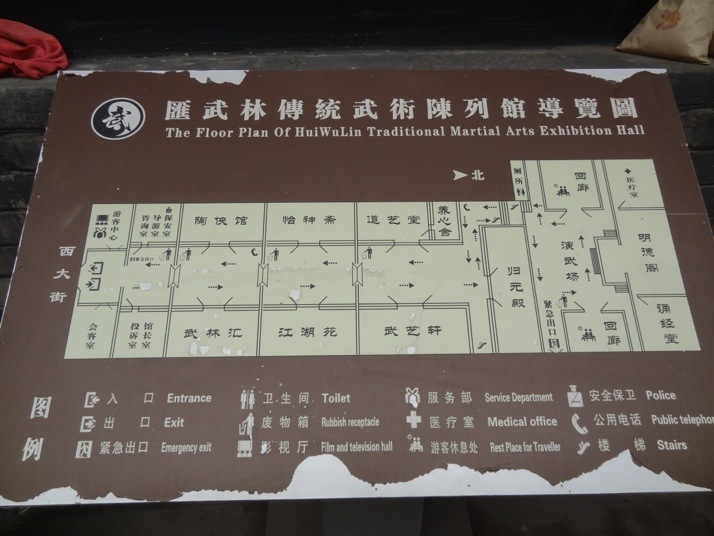 武
匯武林傳統武術陳列館導覽圖
The Floor Plan Of HuiWuLin Traditional Martial Arts Exhibition Hall
北
厕所
回廊
医疗室
游客中心
咨询室
导游室
保安室
陶侠馆
怡神斋
道艺堂
养心舍
西大街
归元殿
演武场
明德阁
紧急出口
会客室
投诉室
馆长室
武林汇
江湖苑
武艺轩
回廊
诵经堂
图例
入口 Entrance
卫生间 Toilet
服务部 Service Department
安全保卫 Police
出口 Exit
废物箱 Rubbish receptacle
医疗室 Medical office
公用电话 Public telephon
紧急出口 Emergency exit
影视厅 Film and television hall
游客休息处 Rest Place for Traveller
楼梯 Stairs